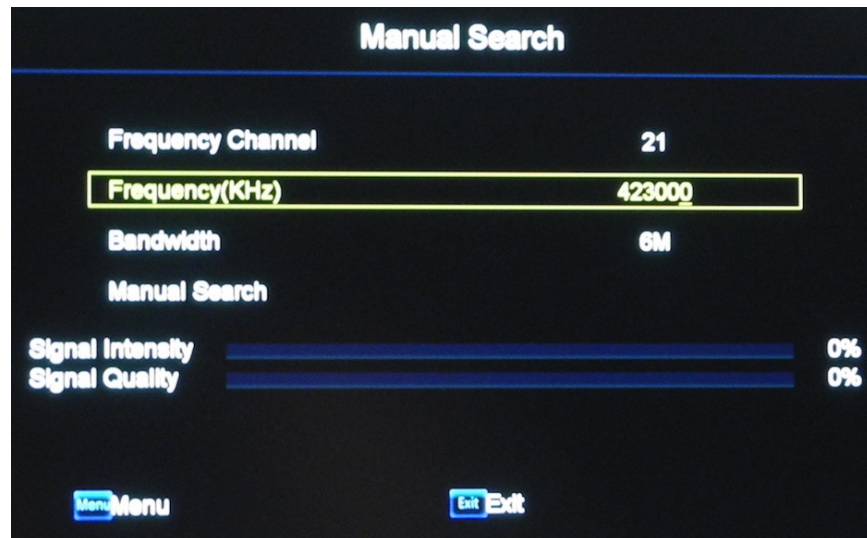 Manual Search
Frequency Channel 21
Frequency(KHz) 423000
Bandwidth 6M
Manual Search
Signal Intensity 0%
Signal Quality 0%
Menu Menu Exit Exit